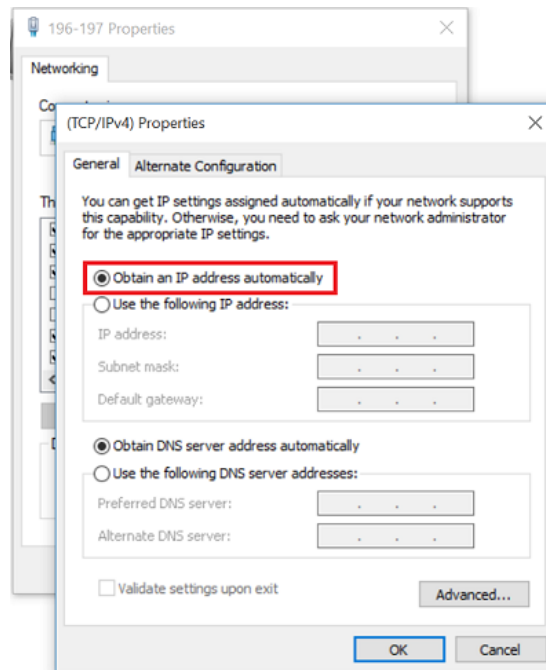 196-197 Properties
Networking
Co
(TCP/IPv4) Properties
General
Alternate Configuration
Th
You can get IP settings assigned automatically if your network supports
this capability. Otherwise, you need to ask your network administrator
for the appropriate IP settings.
Obtain an IP address automatically
Use the following IP address:
IP address:
Subnet mask:
Default gateway:
Obtain DNS server address automatically
Use the following DNS server addresses:
Preferred DNS server:
Alternate DNS server:
Validate settings upon exit
Advanced...
OK
Cancel